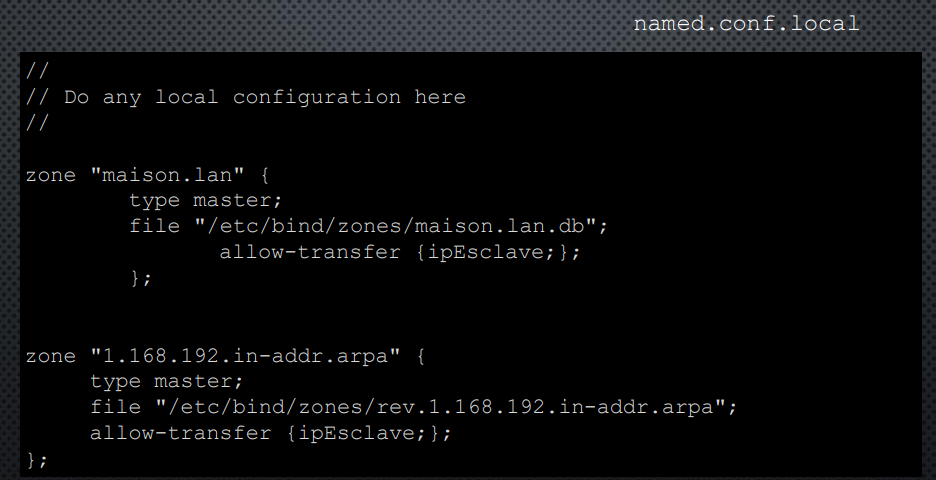 named.conf.local
//
// Do any local configuration here
//
zone "maison.lan" {
type master;
file "/etc/bind/zones/maison.lan.db";
allow-transfer {ipEsclave;};
};
zone "1.168.192.in-addr.arpa" {
type master;
file "/etc/bind/zones/rev.1.168.192.in-addr.arpa";
allow-transfer {ipEsclave;};
};